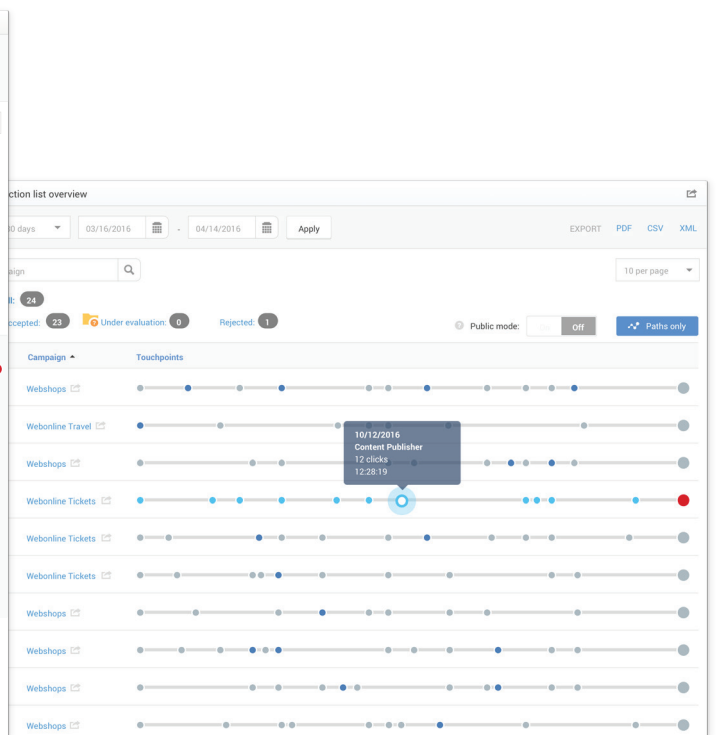 ction list overview
30 days 03/16/2016 - 04/14/2016 Apply EXPORT PDF CSV XML
aign 10 per page
ll: 24
ccepted: 23 Under evaluation: 0 Rejected: 1 Public mode: Off Paths only
Campaign Touchpoints
Webshops
Webonline Travel
10/12/2016
Content Publisher
12 clicks
12:28:19
Webshops
Webonline Tickets
Webonline Tickets
Webonline Tickets
Webshops
Webshops
Webshops
Webshops